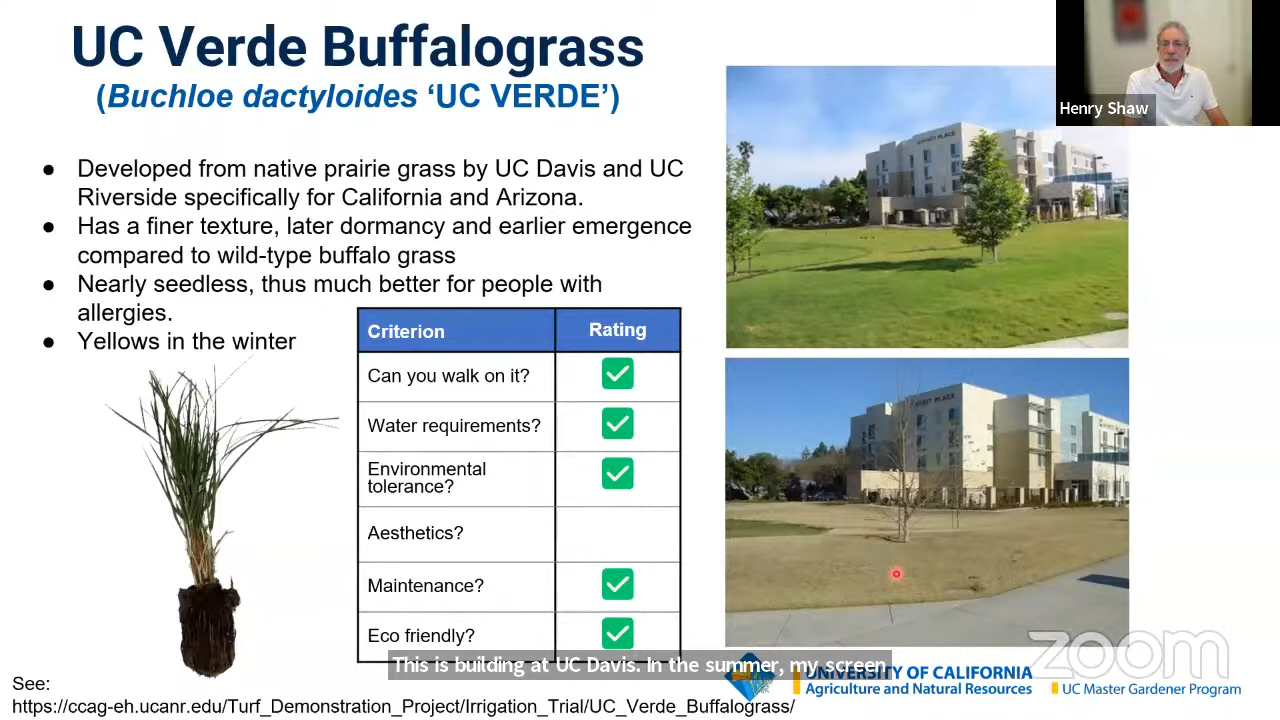 UC Verde Buffalograss
(Buchloe dactyloides ‘UC VERDE’)
Henry Shaw
● Developed from native prairie grass by UC Davis and UC
Riverside specifically for California and Arizona.
● Has a finer texture, later dormancy and earlier emergence
compared to wild-type buffalo grass
● Nearly seedless, thus much better for people with
allergies.
● Yellows in the winter
Criterion Rating
Can you walk on it?
Water requirements?
Environmental
tolerance?
Aesthetics?
Maintenance?
Eco friendly?
HYATT PLACE
HYATT PLACE
This is building at UC Davis. In the summer, my screen
zoom
UNIVERSITY OF CALIFORNIA
Agriculture and Natural Resources
UC Master Gardener Program
See:
https://ccag-eh.ucanr.edu/Turf_Demonstration_Project/Irrigation_Trial/UC_Verde_Buffalograss/